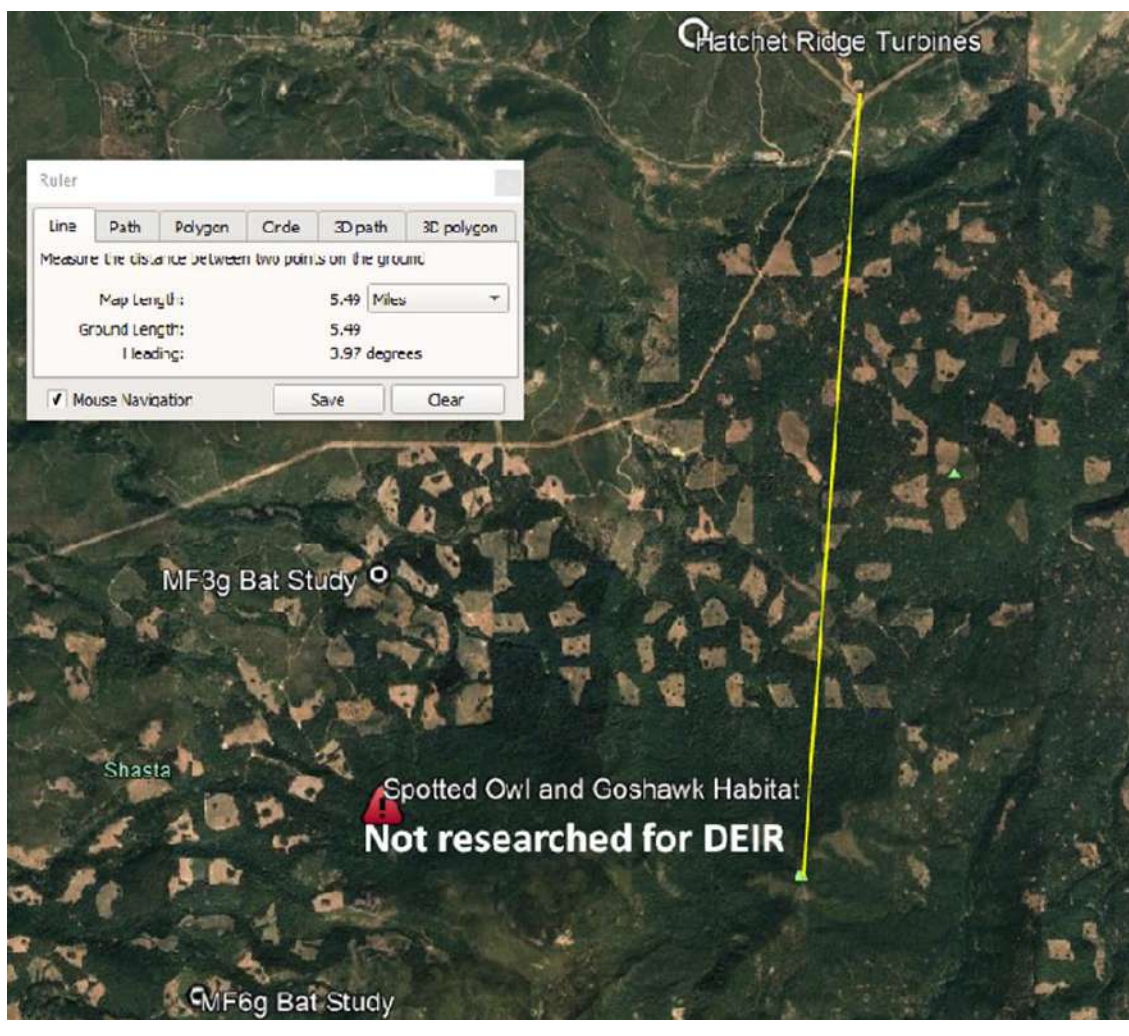 Hatchet Ridge Turbines
Ruler
Line Path Polygon Circle 3D path 3D polygon
Measure the distance between two points on the ground
Map Length: 5.49 Miles
Ground Length: 5.49
Heading: 3.97 degrees
Mouse Navigation Save Clear
MF3g Bat Study
Shasta
Spotted Owl and Goshawk Habitat
Not researched for DEIR
MF6g Bat Study